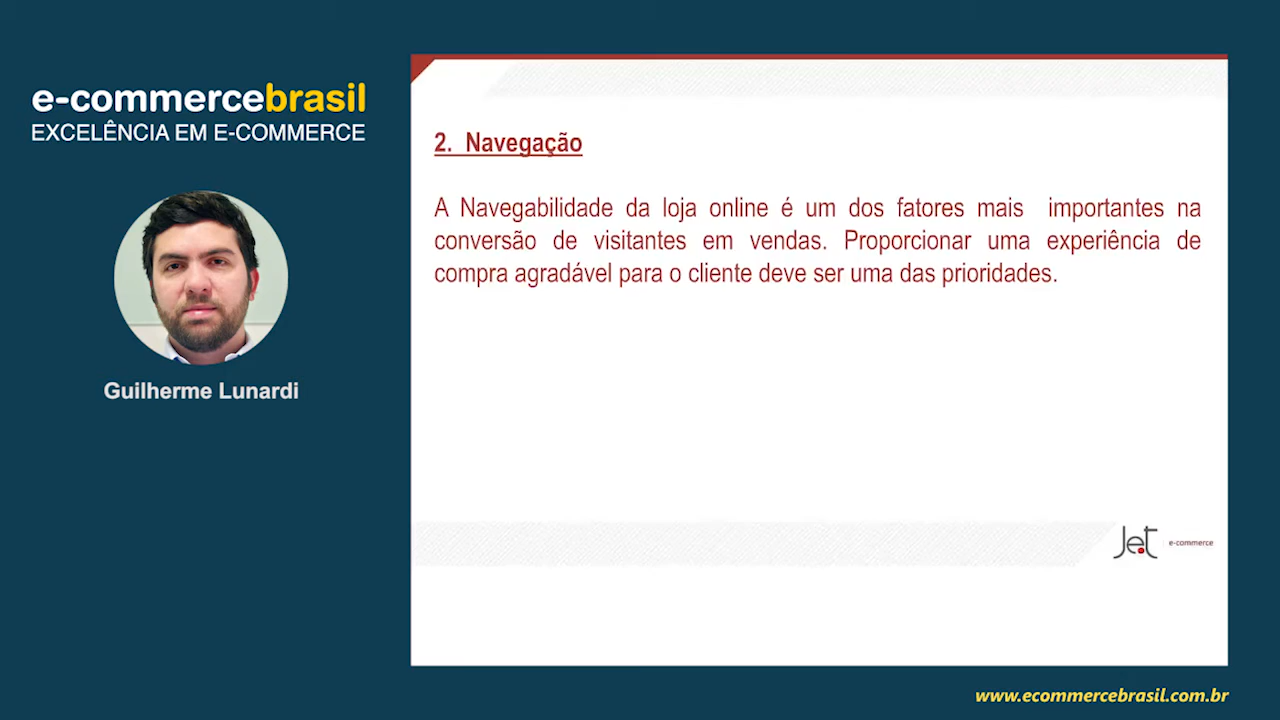 e-commercebrasil
EXCELÊNCIA EM E-COMMERCE
Guilherme Lunardi
2. Navegação
A Navegabilidade da loja online é um dos fatores mais importantes na
conversão de visitantes em vendas. Proporcionar uma experiência de
compra agradável para o cliente deve ser uma das prioridades.
Jet e-commerce
www.ecommercebrasil.com.br